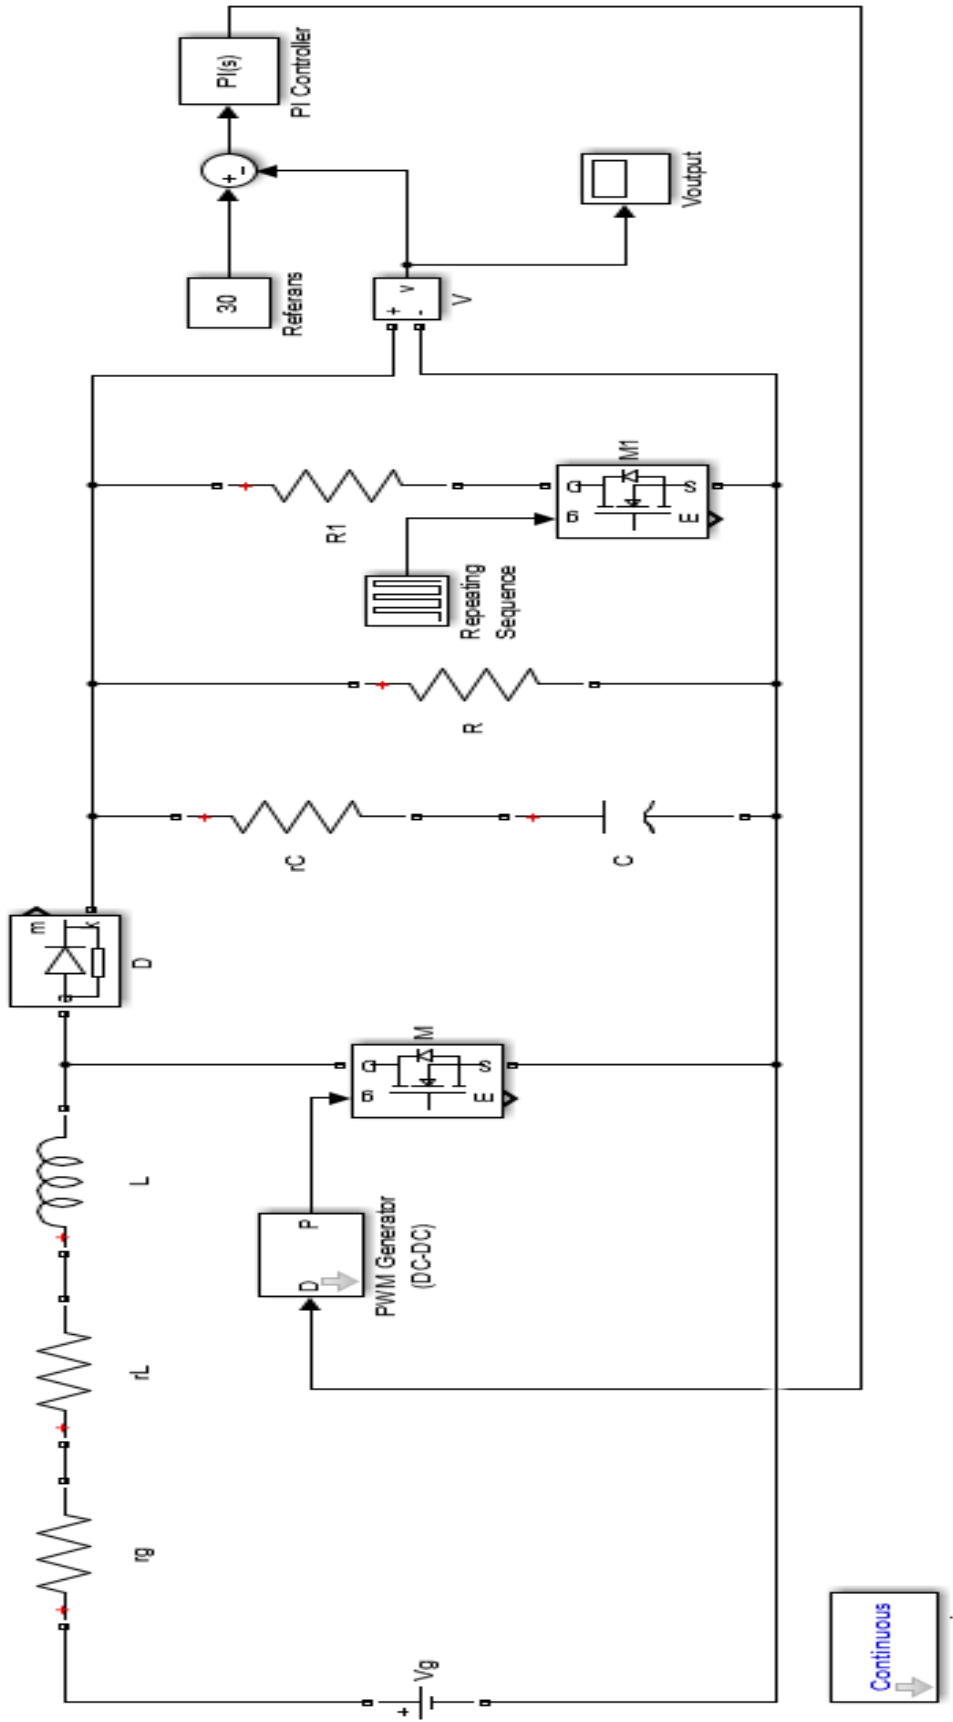 rg
rL
L
D
m
k
PI(s)
PI Controller
+
-
30
Referans
+
-
v
V
Voutput
R1
M1
g
D
S
E
Repeating
Sequence
R
rC
C
M
g
D
S
E
D
P
PWM Generator
(DC-DC)
+
Vg
Continuous